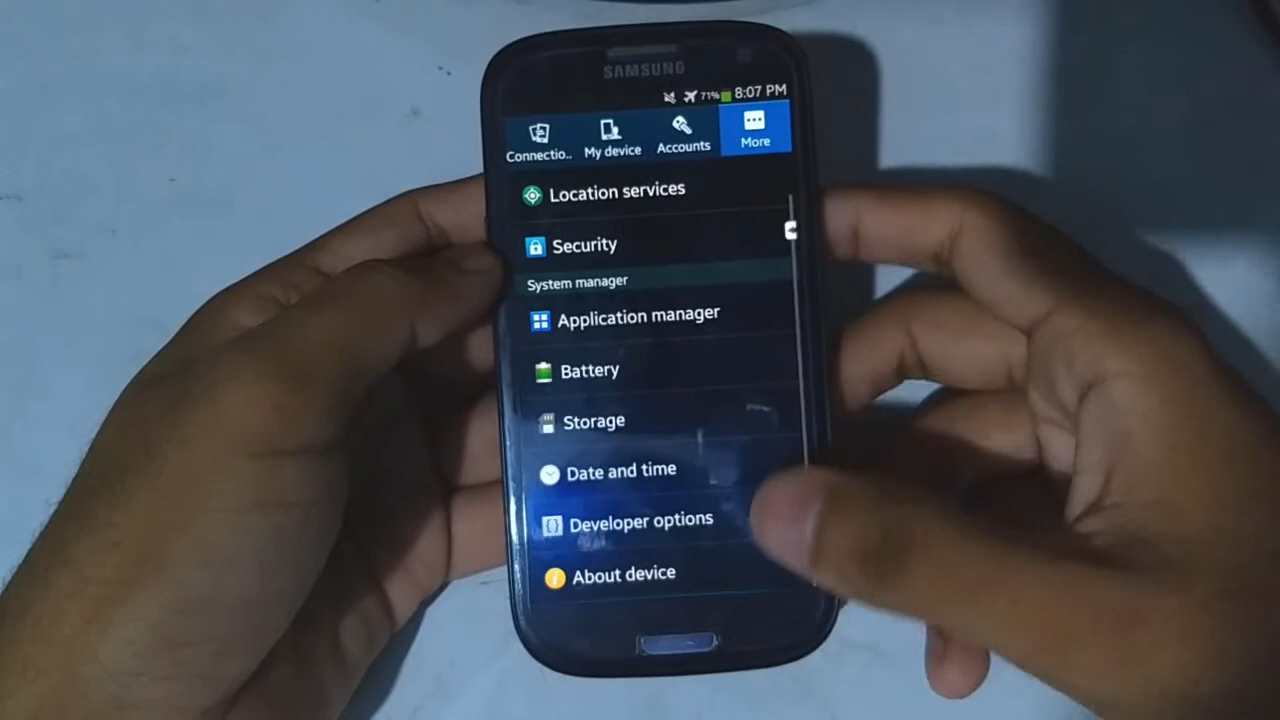 SAMSUNG
71% 8:07 PM
Connectio.. My device Accounts More
Location services
Security
System manager
Application manager
Battery
Storage
Date and time
Developer options
About device